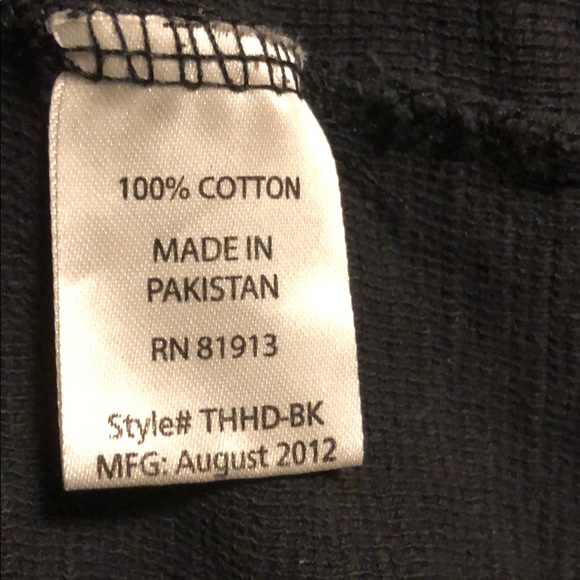 100% COTTON
MADE IN
PAKISTAN
RN 81913
Style# THHD-BK
MFG: August 2012